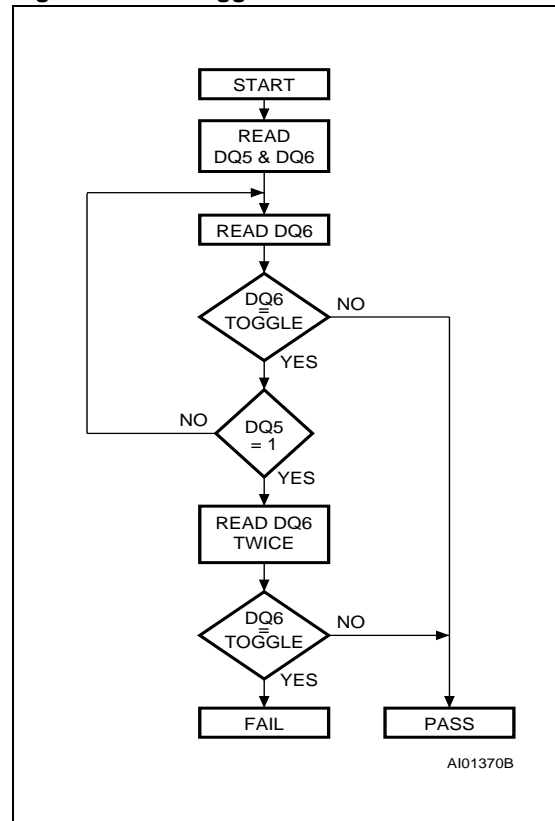 START
READ
DQ5 & DQ6
READ DQ6
DQ6
=
TOGGLE
NO
YES
NO
DQ5
= 1
YES
READ DQ6
TWICE
DQ6
=
TOGGLE
NO
YES
FAIL
PASS
AI01370B